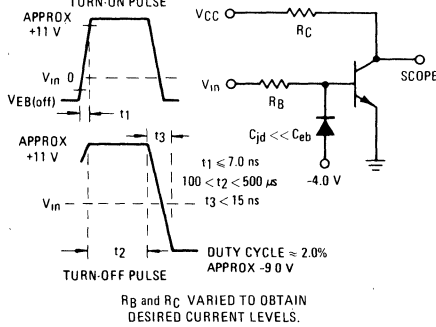 TURN-ON PULSE
APPROX
+11 V
Vin 0
VEB(off)
t1
VCC
RC
SCOPE
Vin
RB
Cjd << Ceb
-4.0 V
APPROX
+11 V
t3
t1 ≤ 7.0 ns
100 < t2 < 500 μs
t3 < 15 ns
Vin
t2
DUTY CYCLE ≈ 2.0%
APPROX -9.0 V
TURN-OFF PULSE
RB and RC VARIED TO OBTAIN
DESIRED CURRENT LEVELS.